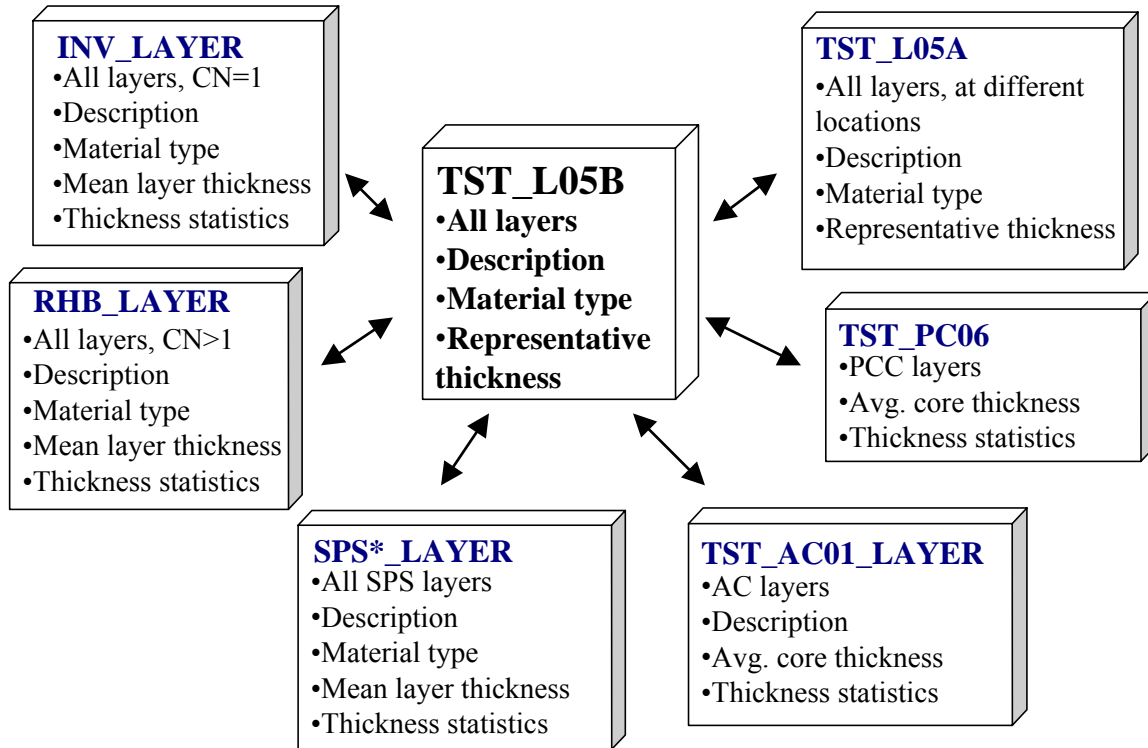 INV_LAYER
•All layers, CN=1
•Description
•Material type
•Mean layer thickness
•Thickness statistics
TST_L05A
•All layers, at different
locations
•Description
•Material type
•Representative thickness
TST_L05B
•All layers
•Description
•Material type
•Representative
thickness
RHB_LAYER
•All layers, CN>1
•Description
•Material type
•Mean layer thickness
•Thickness statistics
TST_PC06
•PCC layers
•Avg. core thickness
•Thickness statistics
SPS*_LAYER
•All SPS layers
•Description
•Material type
•Mean layer thickness
•Thickness statistics
TST_AC01_LAYER
•AC layers
•Description
•Avg. core thickness
•Thickness statistics